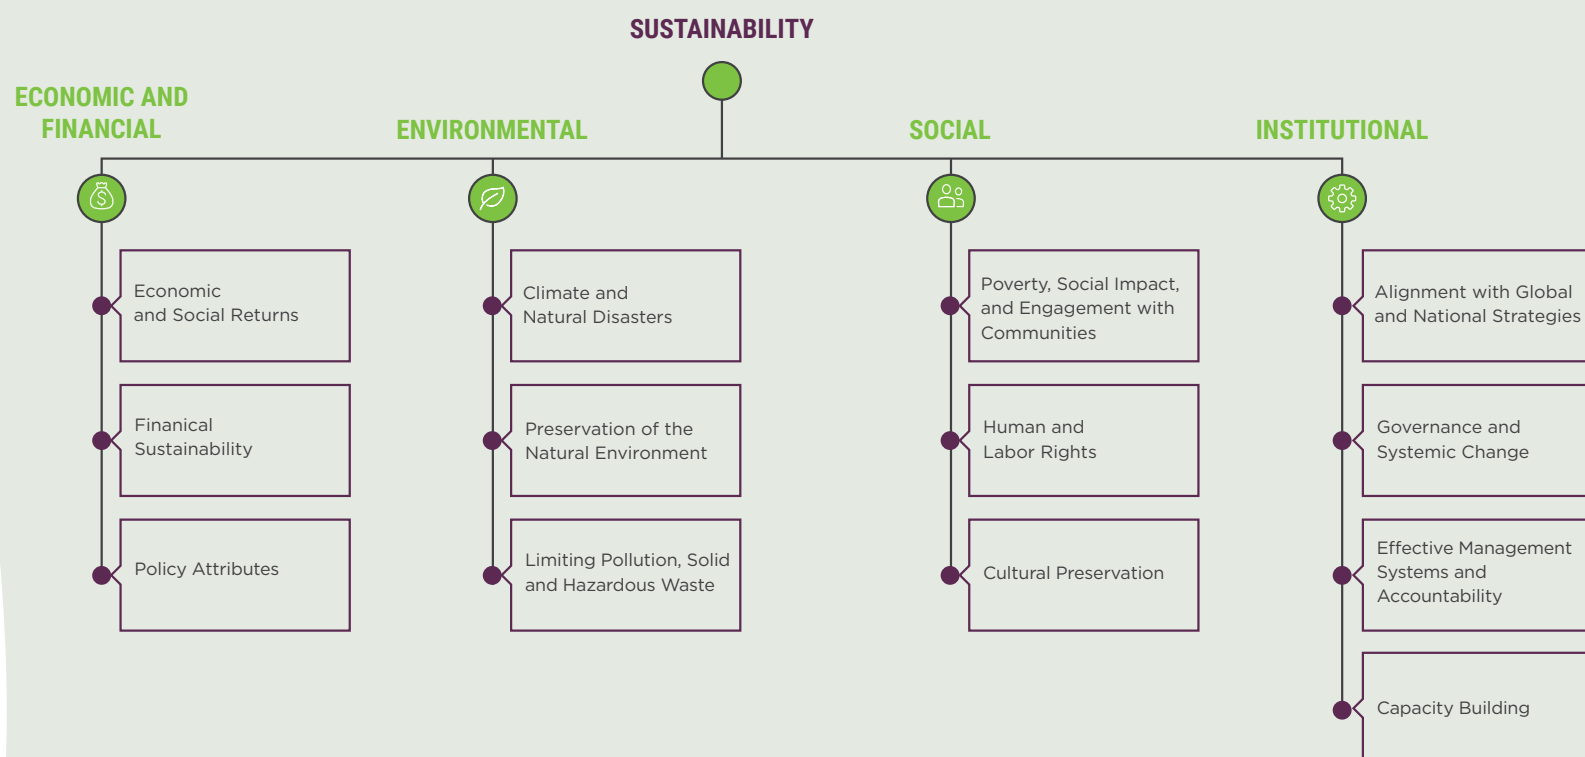 SUSTAINABILITY
ECONOMIC AND
FINANCIAL
Economic
and Social Returns
Finanical
Sustainability
Policy Attributes
ENVIRONMENTAL
Climate and
Natural Disasters
Preservation of the
Natural Environment
Limiting Pollution, Solid
and Hazardous Waste
SOCIAL
Poverty, Social Impact,
and Engagement with
Communities
Human and
Labor Rights
Cultural Preservation
INSTITUTIONAL
Alignment with Global
and National Strategies
Governance and
Systemic Change
Effective Management
Systems and
Accountability
Capacity Building